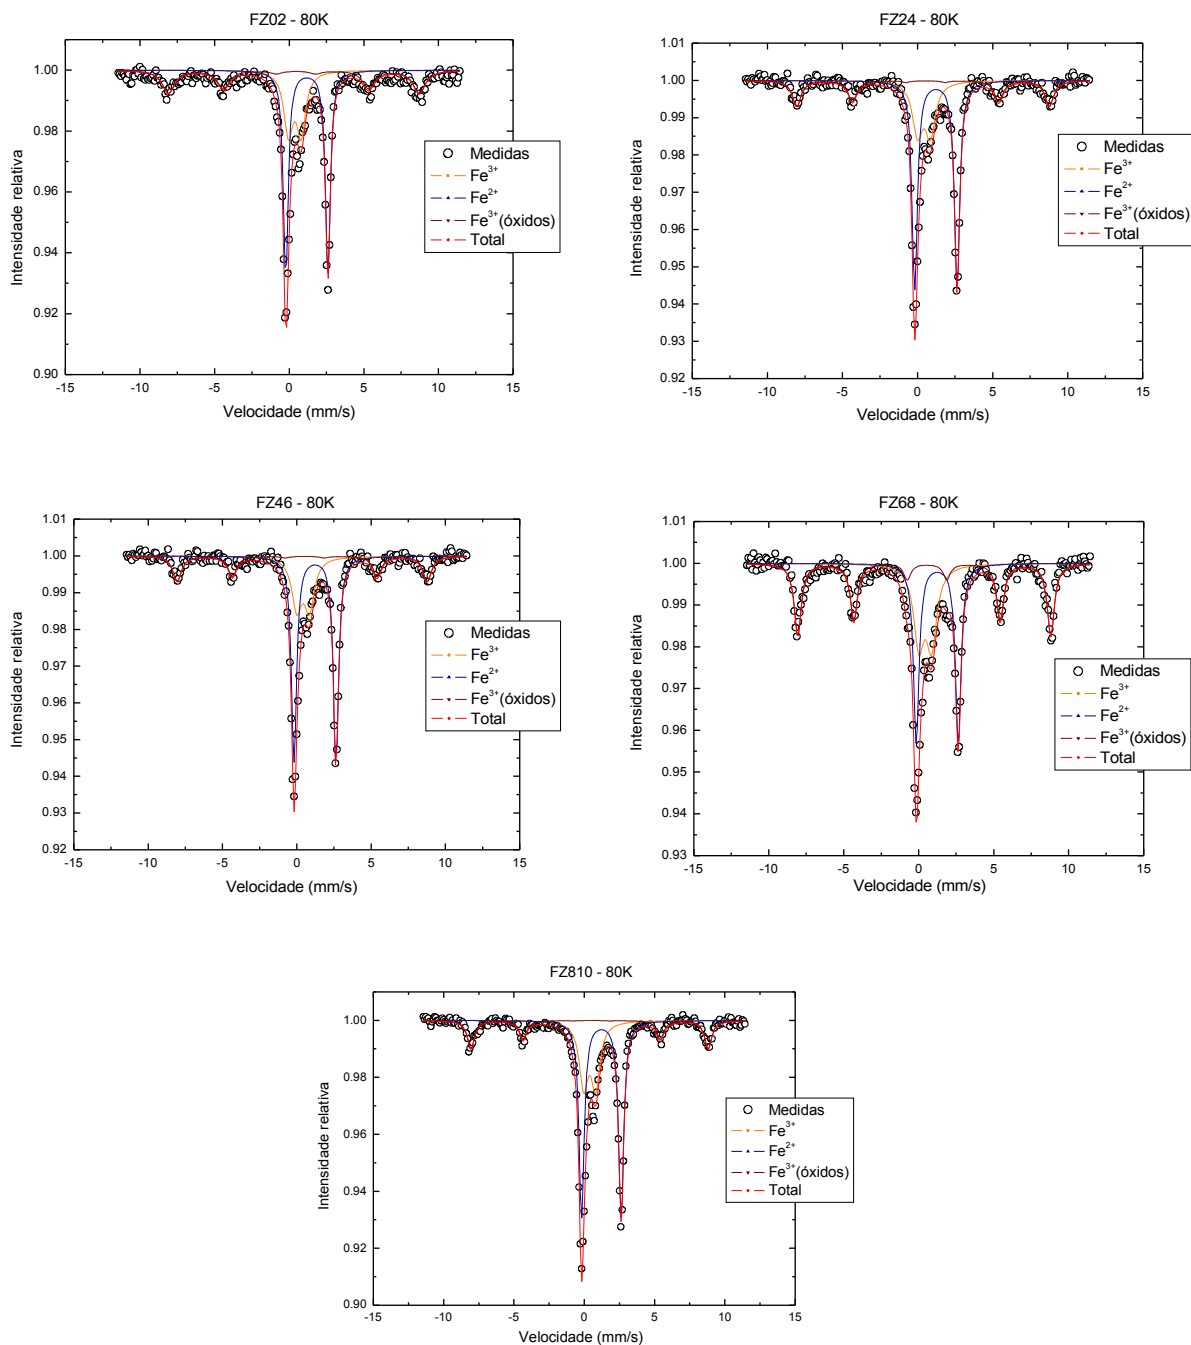 FZ02 - 80K
1.00
0.98
0.96
0.94
0.92
0.90
Intensidade relativa
-15
-10
-5
0
5
10
15
Velocidade (mm/s)
Medidas
Fe³⁺
Fe²⁺
Fe³⁺(óxidos)
Total
FZ24 - 80K
1.01
1.00
0.99
0.98
0.97
0.96
0.95
0.94
0.93
0.92
Intensidade relativa
-15
-10
-5
0
5
10
15
Velocidade (mm/s)
Medidas
Fe³⁺
Fe²⁺
Fe³⁺(óxidos)
Total
FZ46 - 80K
1.01
1.00
0.99
0.98
0.97
0.96
0.95
0.94
0.93
0.92
Intensidade relativa
-15
-10
-5
0
5
10
15
Velocidade (mm/s)
Medidas
Fe³⁺
Fe²⁺
Fe³⁺(óxidos)
Total
FZ68 - 80K
1.01
1.00
0.99
0.98
0.97
0.96
0.95
0.94
0.93
Intensidade relativa
-15
-10
-5
0
5
10
15
Velocidade (mm/s)
Medidas
Fe³⁺
Fe²⁺
Fe³⁺(óxidos)
Total
FZ810 - 80K
1.00
0.98
0.96
0.94
0.92
0.90
Intensidade relativa
-15
-10
-5
0
5
10
15
Velocidade (mm/s)
Medidas
Fe³⁺
Fe²⁺
Fe³⁺(óxidos)
Total